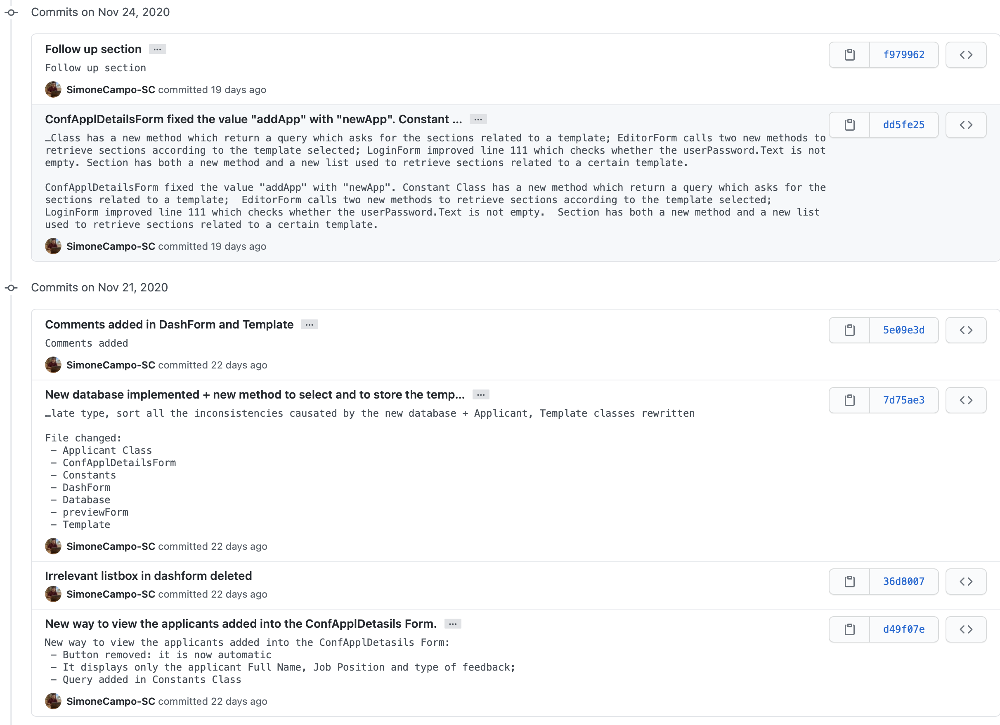 Commits on Nov 24, 2020
Follow up section …
Follow up section
f979962
SimoneCampo-SC committed 19 days ago
ConfApplDetailsForm fixed the value "addApp" with "newApp". Constant ... …
dd5fe25
…Class has a new method which return a query which asks for the sections related to a template; EditorForm calls two new methods to
retrieve sections according to the template selected; LoginForm improved line 111 which checks whether the userPassword.Text is not
empty. Section has both a new method and a new list used to retrieve sections related to a certain template.
ConfApplDetailsForm fixed the value "addApp" with "newApp". Constant Class has a new method which return a query which asks for the
sections related to a template;  EditorForm calls two new methods to retrieve sections according to the template selected;
LoginForm improved line 111 which checks whether the userPassword.Text is not empty.  Section has both a new method and a new list
used to retrieve sections related to a certain template.
SimoneCampo-SC committed 19 days ago
Commits on Nov 21, 2020
Comments added in DashForm and Template …
5e09e3d
Comments added
SimoneCampo-SC committed 22 days ago
New database implemented + new method to select and to store the temp... …
7d75ae3
…late type, sort all the inconsistencies causated by the new database + Applicant, Template classes rewritten
File changed:
– Applicant Class
– ConfApplDetailsForm
– Constants
– DashForm
– Database
– previewForm
– Template
SimoneCampo-SC committed 22 days ago
Irrelevant listbox in dashform deleted
36d8007
SimoneCampo-SC committed 22 days ago
New way to view the applicants added into the ConfApplDetasils Form. …
d49f07e
New way to view the applicants added into the ConfApplDetasils Form:
– Button removed: it is now automatic
– It displays only the applicant Full Name, Job Position and type of feedback;
– Query added in Constants Class
SimoneCampo-SC committed 22 days ago